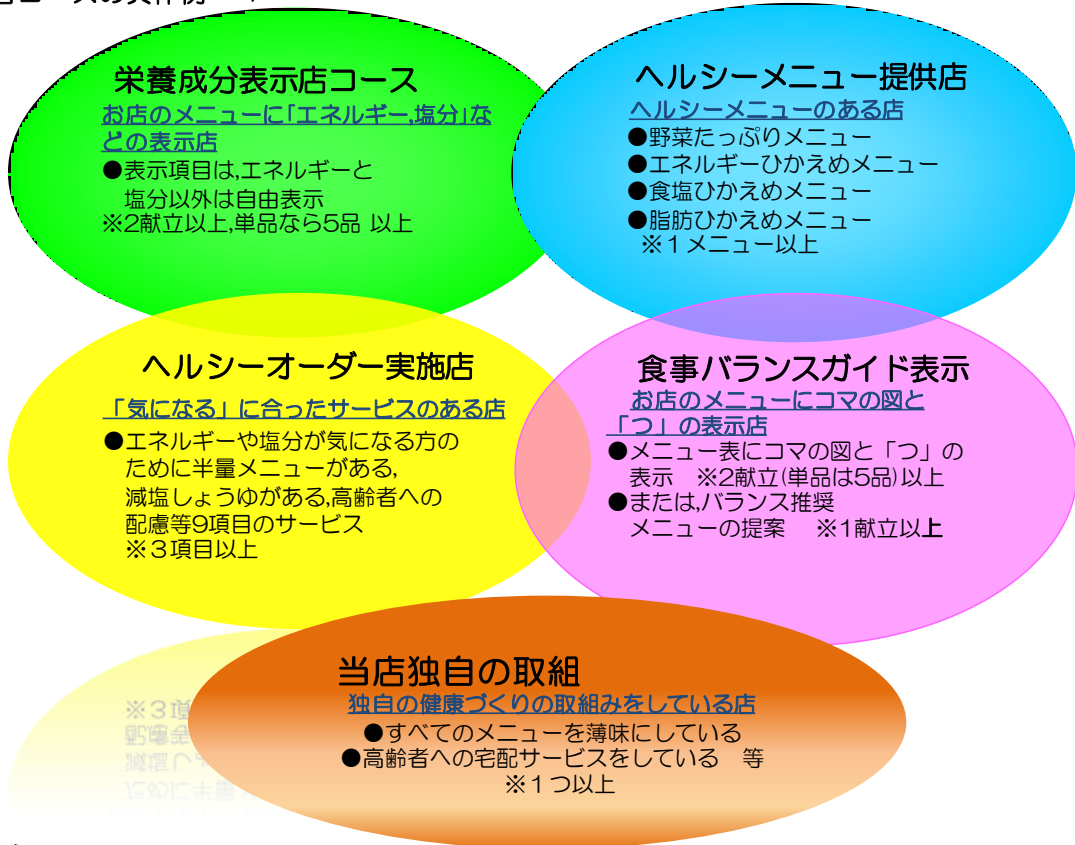 栄養成分表示店コース
お店のメニューに「エネルギー,塩分」な
どの表示店
●表示項目は,エネルギーと
塩分以外は自由表示
※2献立以上,単品なら5品 以上
ヘルシーメニュー提供店
ヘルシーメニューのある店
●野菜たっぷりメニュー
●エネルギーひかえめメニュー
●食塩ひかえめメニュー
●脂肪ひかえめメニュー
※1メニュー以上
ヘルシーオーダー実施店
「気になる」に合ったサービスのある店
●エネルギーや塩分が気になる方の
ために半量メニューがある,
減塩しょうゆがある,高齢者への
配慮等9項目のサービス
※3項目以上
食事バランスガイド表示
お店のメニューにコマの図と
「つ」の表示店
●メニュー表にコマの図と「つ」の
表示 ※2献立(単品は5品)以上
●または,バランス推奨
メニューの提案 ※1献立以上
当店独自の取組
独自の健康づくりの取組みをしている店
●すべてのメニューを薄味にしている
●高齢者への宅配サービスをしている 等
※1つ以上